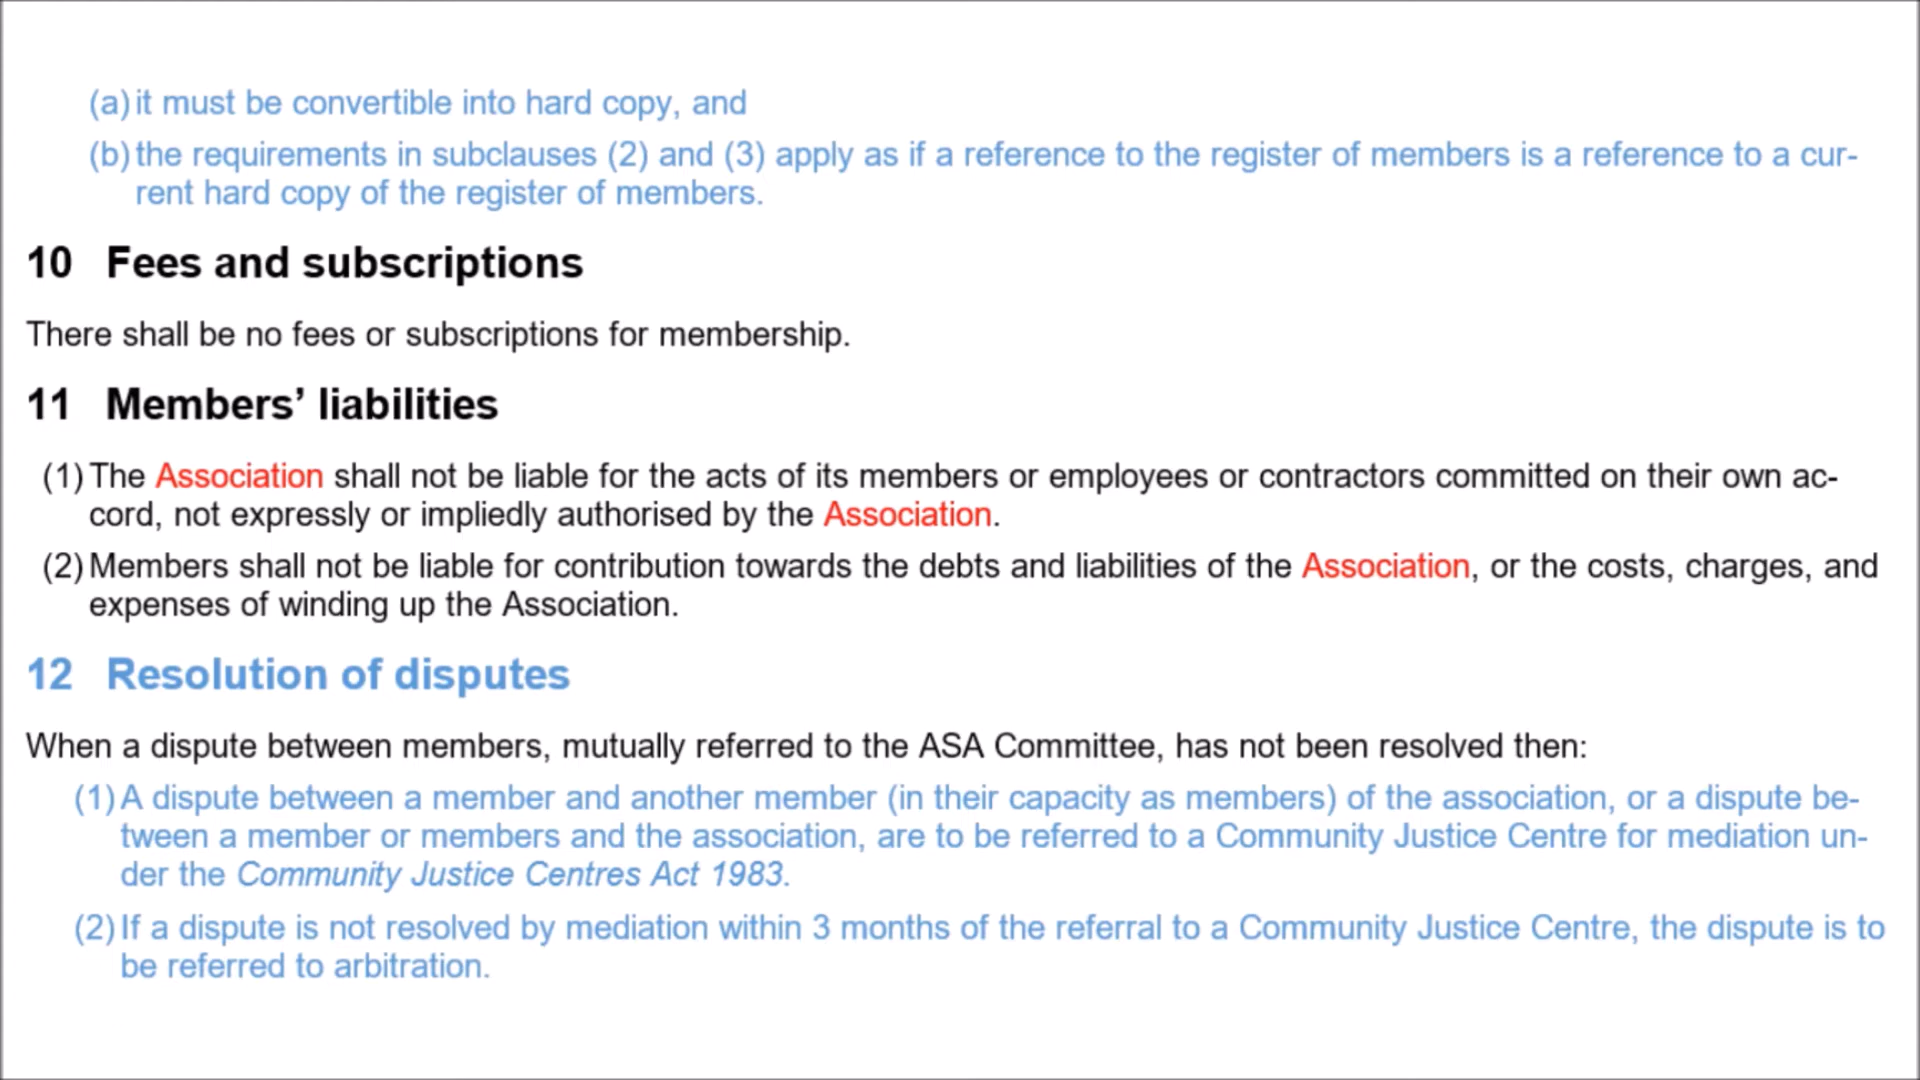 (a) it must be convertible into hard copy, and
(b) the requirements in subclauses (2) and (3) apply as if a reference to the register of members is a reference to a cur-
rent hard copy of the register of members.
10 Fees and subscriptions
There shall be no fees or subscriptions for membership.
11 Members’ liabilities
(1) The Association shall not be liable for the acts of its members or employees or contractors committed on their own ac-
cord, not expressly or impliedly authorised by the Association.
(2) Members shall not be liable for contribution towards the debts and liabilities of the Association, or the costs, charges, and
expenses of winding up the Association.
12 Resolution of disputes
When a dispute between members, mutually referred to the ASA Committee, has not been resolved then:
(1) A dispute between a member and another member (in their capacity as members) of the association, or a dispute be-
tween a member or members and the association, are to be referred to a Community Justice Centre for mediation un-
der the Community Justice Centres Act 1983.
(2) If a dispute is not resolved by mediation within 3 months of the referral to a Community Justice Centre, the dispute is to
be referred to arbitration.